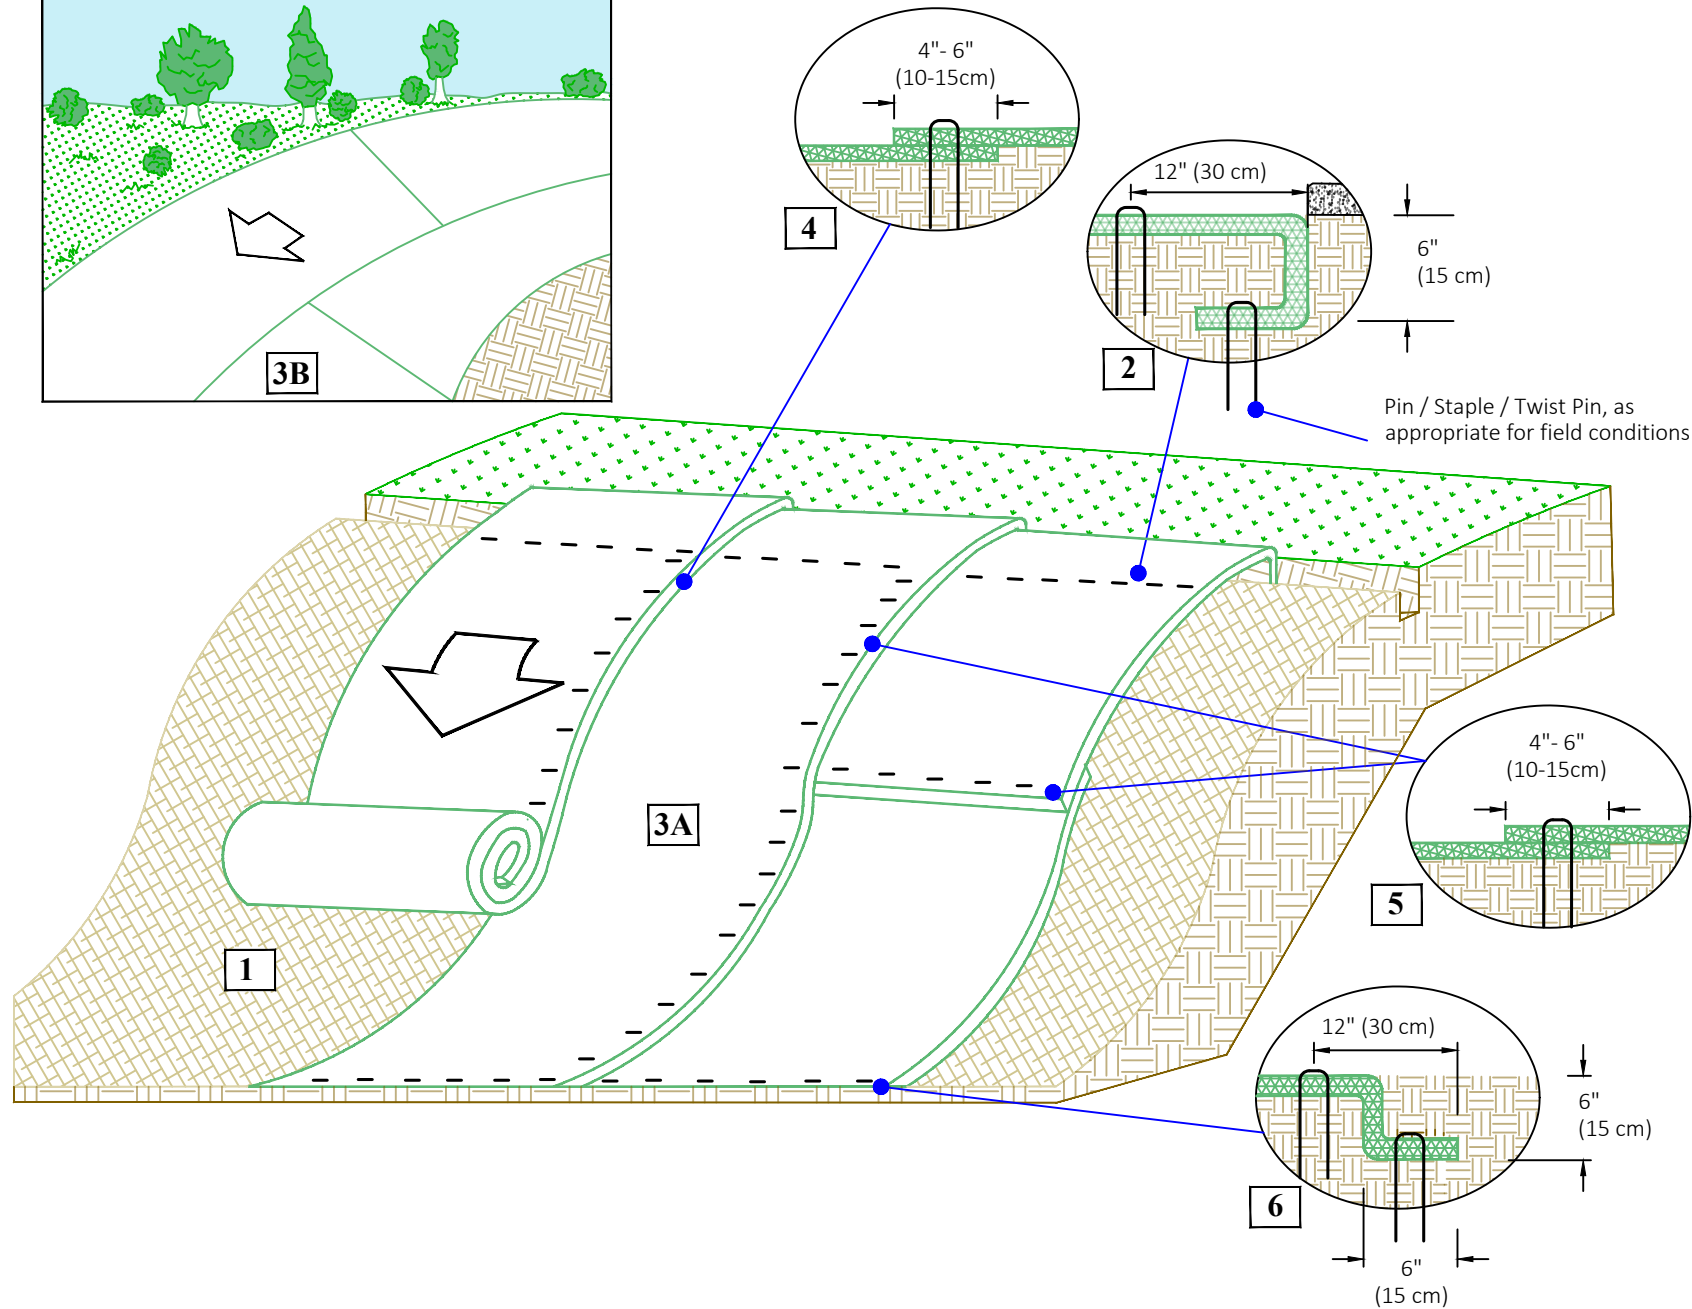 4"- 6"
(10-15cm)
4
12" (30 cm)
6"
(15 cm)
2
Pin / Staple / Twist Pin, as
appropriate for field conditions
3B
3A
1
4"- 6"
(10-15cm)
5
12" (30 cm)
6"
(15 cm)
6
6"
(15 cm)